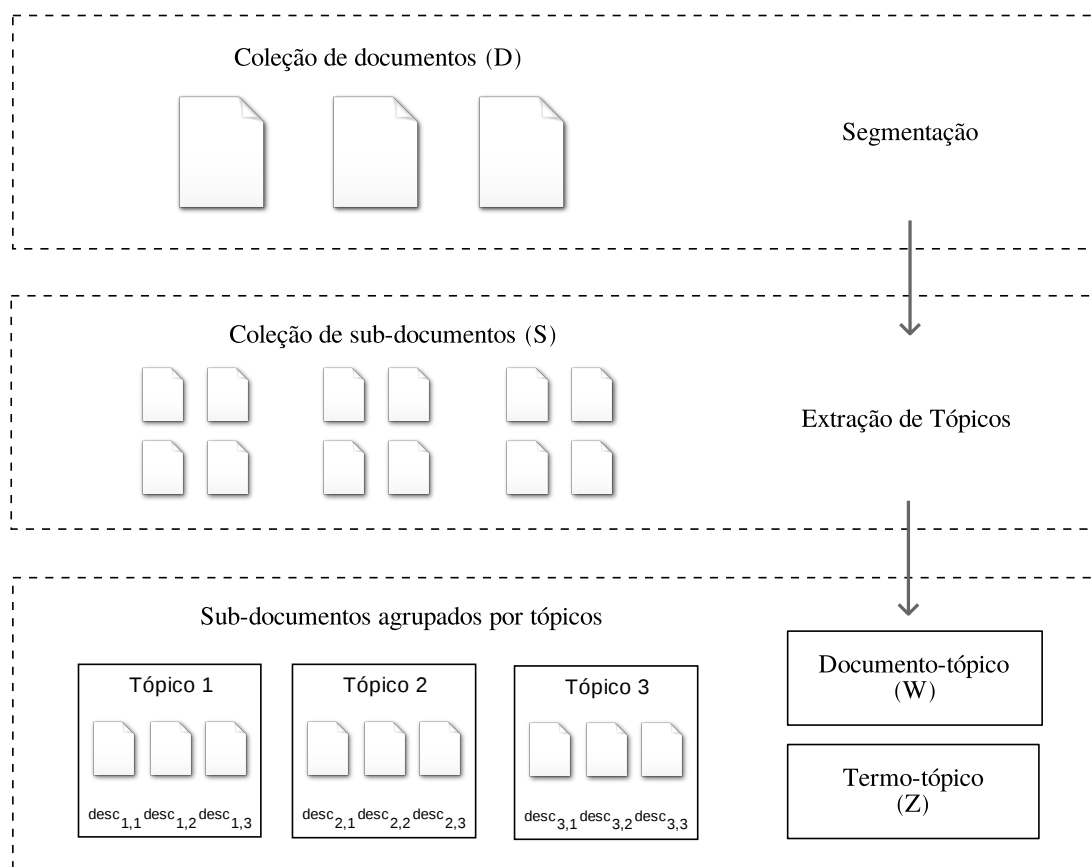 Coleção de documentos (D)
Segmentação
Coleção de sub-documentos (S)
Extração de Tópicos
Sub-documentos agrupados por tópicos
Tópico 1
desc1,1 desc1,2 desc1,3
Tópico 2
desc2,1 desc2,2 desc2,3
Tópico 3
desc3,1 desc3,2 desc3,3
Documento-tópico
(W)
Termo-tópico
(Z)